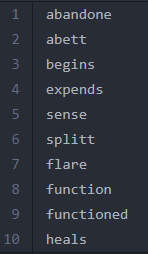 1 abandone
2 abett
3 begins
4 expends
5 sense
6 splitt
7 flare
8 function
9 functioned
10 heals